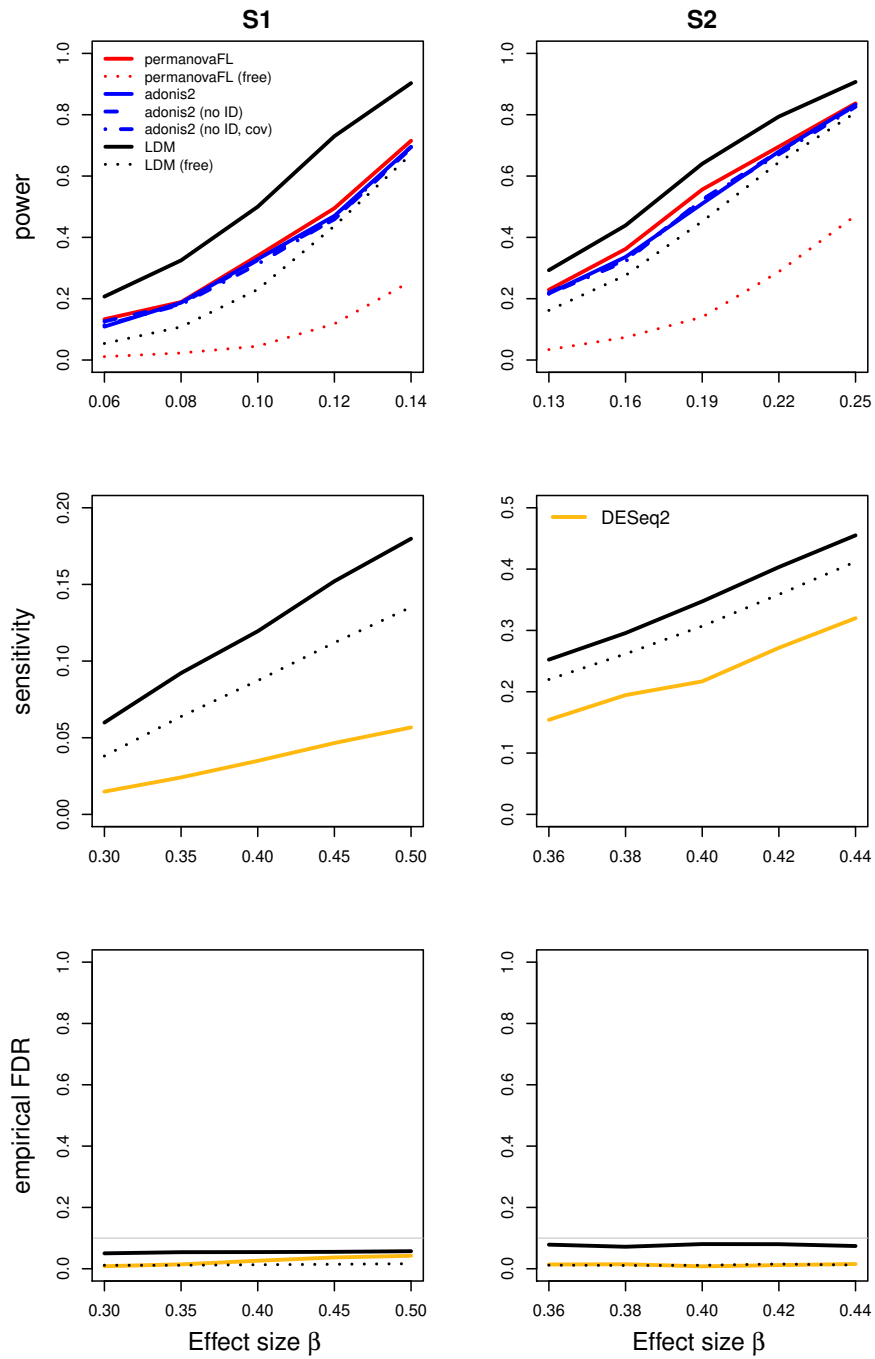 S1
S2
power
1.0
0.8
0.6
0.4
0.2
0.0
permanovaFL
permanovaFL (free)
adonis2
adonis2 (no ID)
adonis2 (no ID, cov)
LDM
LDM (free)
0.06 0.08 0.10 0.12 0.14
1.0
0.8
0.6
0.4
0.2
0.0
0.13 0.16 0.19 0.22 0.25
sensitivity
0.20
0.15
0.10
0.05
0.00
0.30 0.35 0.40 0.45 0.50
0.5
0.4
0.3
0.2
0.1
0.0
DESeq2
0.36 0.38 0.40 0.42 0.44
empirical FDR
1.0
0.8
0.6
0.4
0.2
0.0
0.30 0.35 0.40 0.45 0.50
Effect size β
1.0
0.8
0.6
0.4
0.2
0.0
0.36 0.38 0.40 0.42 0.44
Effect size β